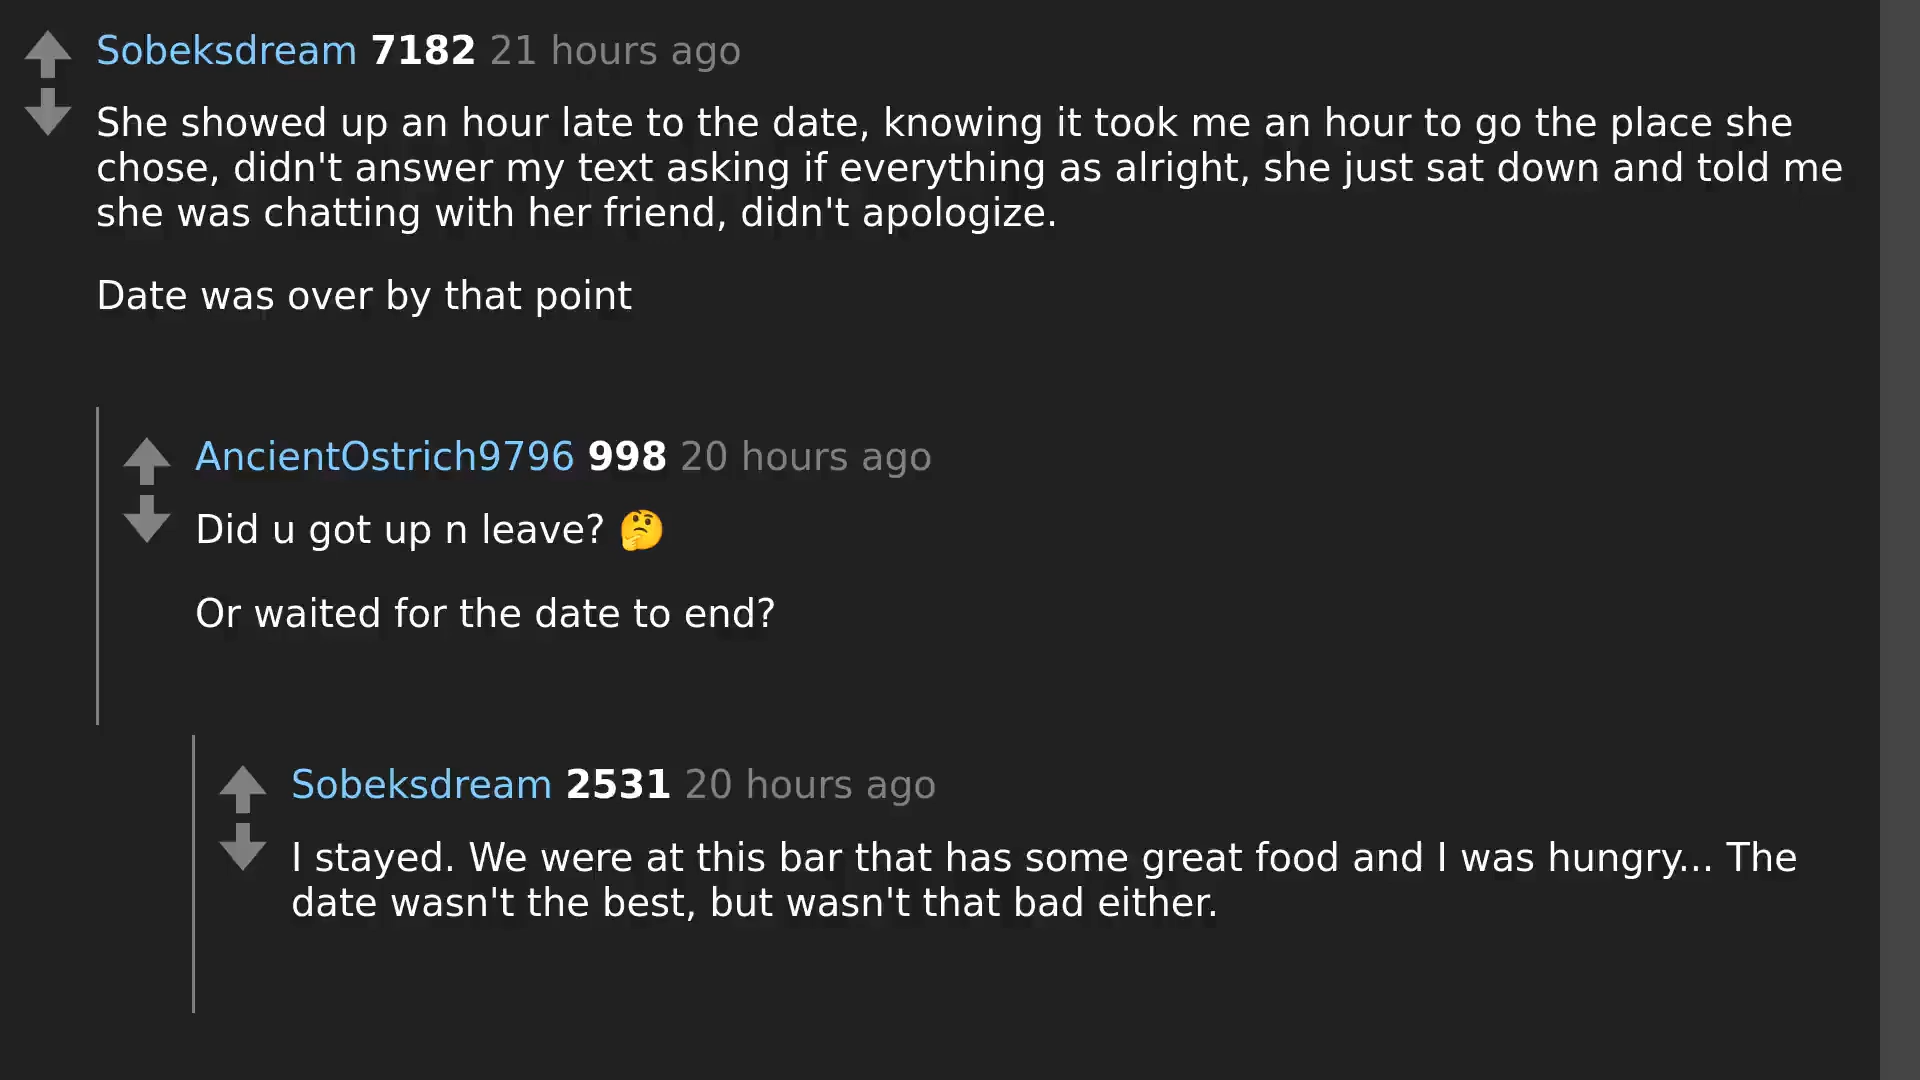 Sobeksdream 7182 21 hours ago
She showed up an hour late to the date, knowing it took me an hour to go the place she
chose, didn't answer my text asking if everything as alright, she just sat down and told me
she was chatting with her friend, didn't apologize.
Date was over by that point
AncientOstrich9796 998 20 hours ago
Did u got up n leave? 🤔
Or waited for the date to end?
Sobeksdream 2531 20 hours ago
I stayed. We were at this bar that has some great food and I was hungry... The
date wasn't the best, but wasn't that bad either.